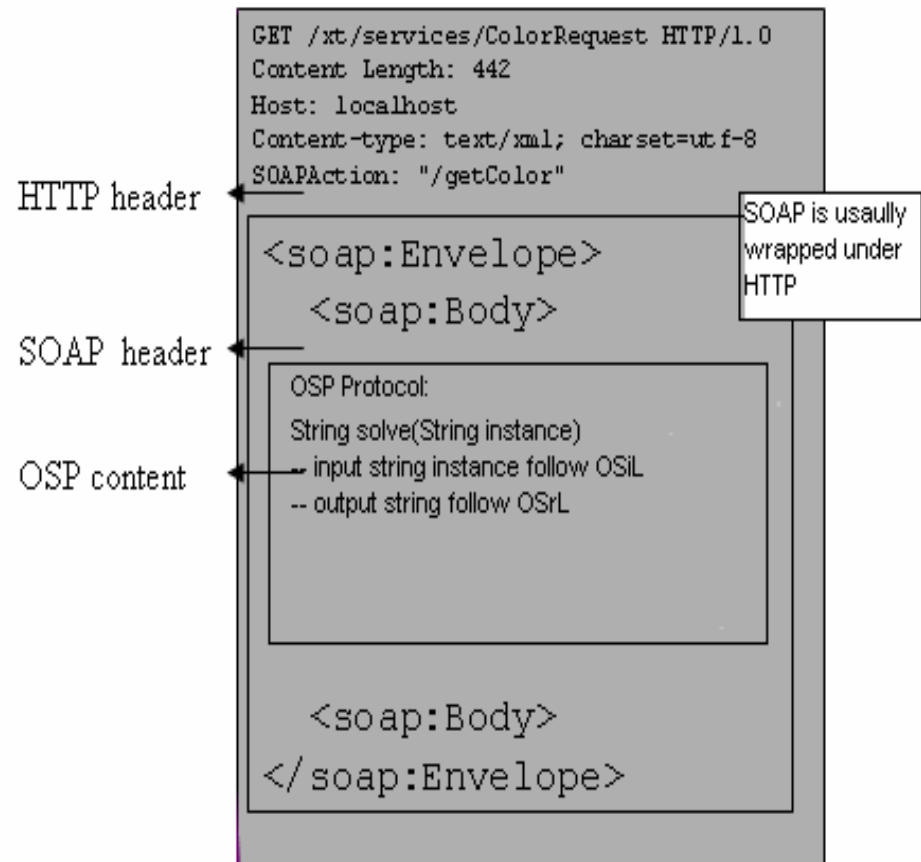 GET /xt/services/ColorRequest HTTP/1.0
Content Length: 442
Host: localhost
Content-type: text/xml; charset=utf-8
SOAPAction: "/getColor"
HTTP header
SOAP is usaully
wrapped under
HTTP
<soap:Envelope>
<soap:Body>
SOAP header
OSP Protocol:
String solve(String instance)
-- input string instance follow OSiL
-- output string follow OSrL
OSP content
<soap:Body>
</soap:Envelope>